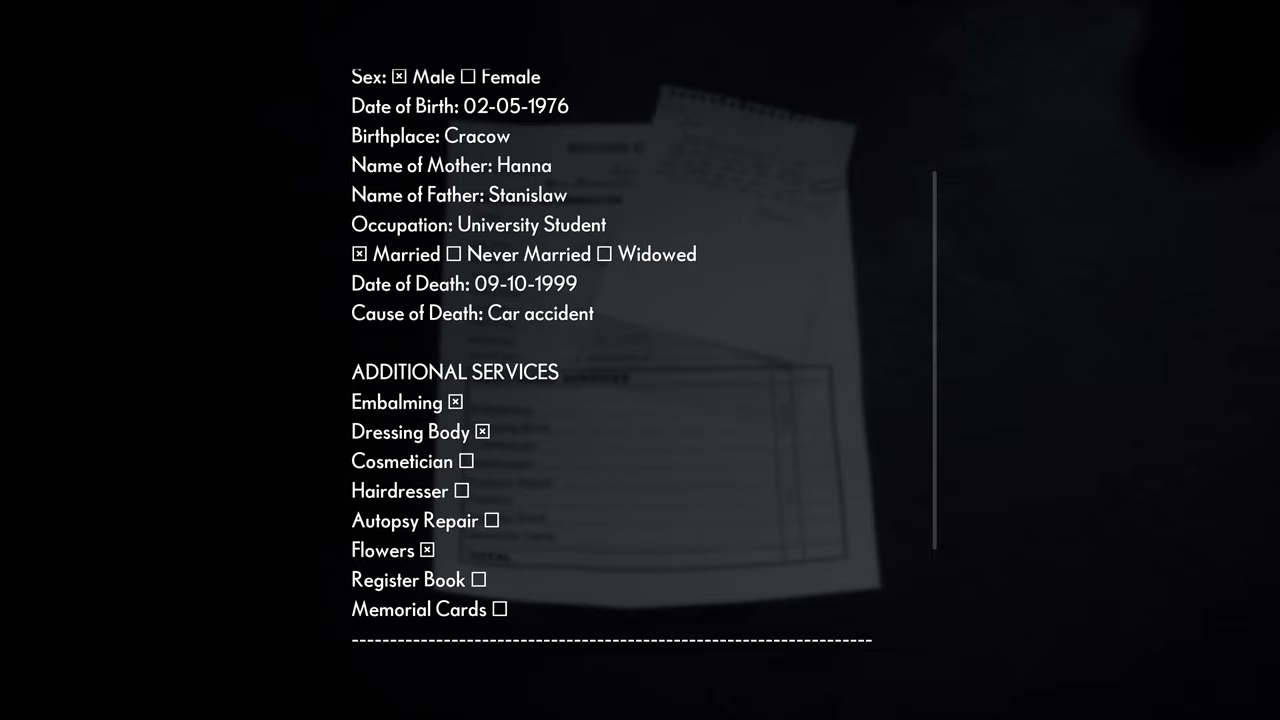 Sex: ☒ Male ☐ Female
Date of Birth: 02-05-1976
Birthplace: Cracow
Name of Mother: Hanna
Name of Father: Stanislaw
Occupation: University Student
☒ Married ☐ Never Married ☐ Widowed
Date of Death: 09-10-1999
Cause of Death: Car accident
ADDITIONAL SERVICES
Embalming ☒
Dressing Body ☒
Cosmetician ☐
Hairdresser ☐
Autopsy Repair ☐
Flowers ☒
Register Book ☐
Memorial Cards ☐
--------------------------------------------------------------------